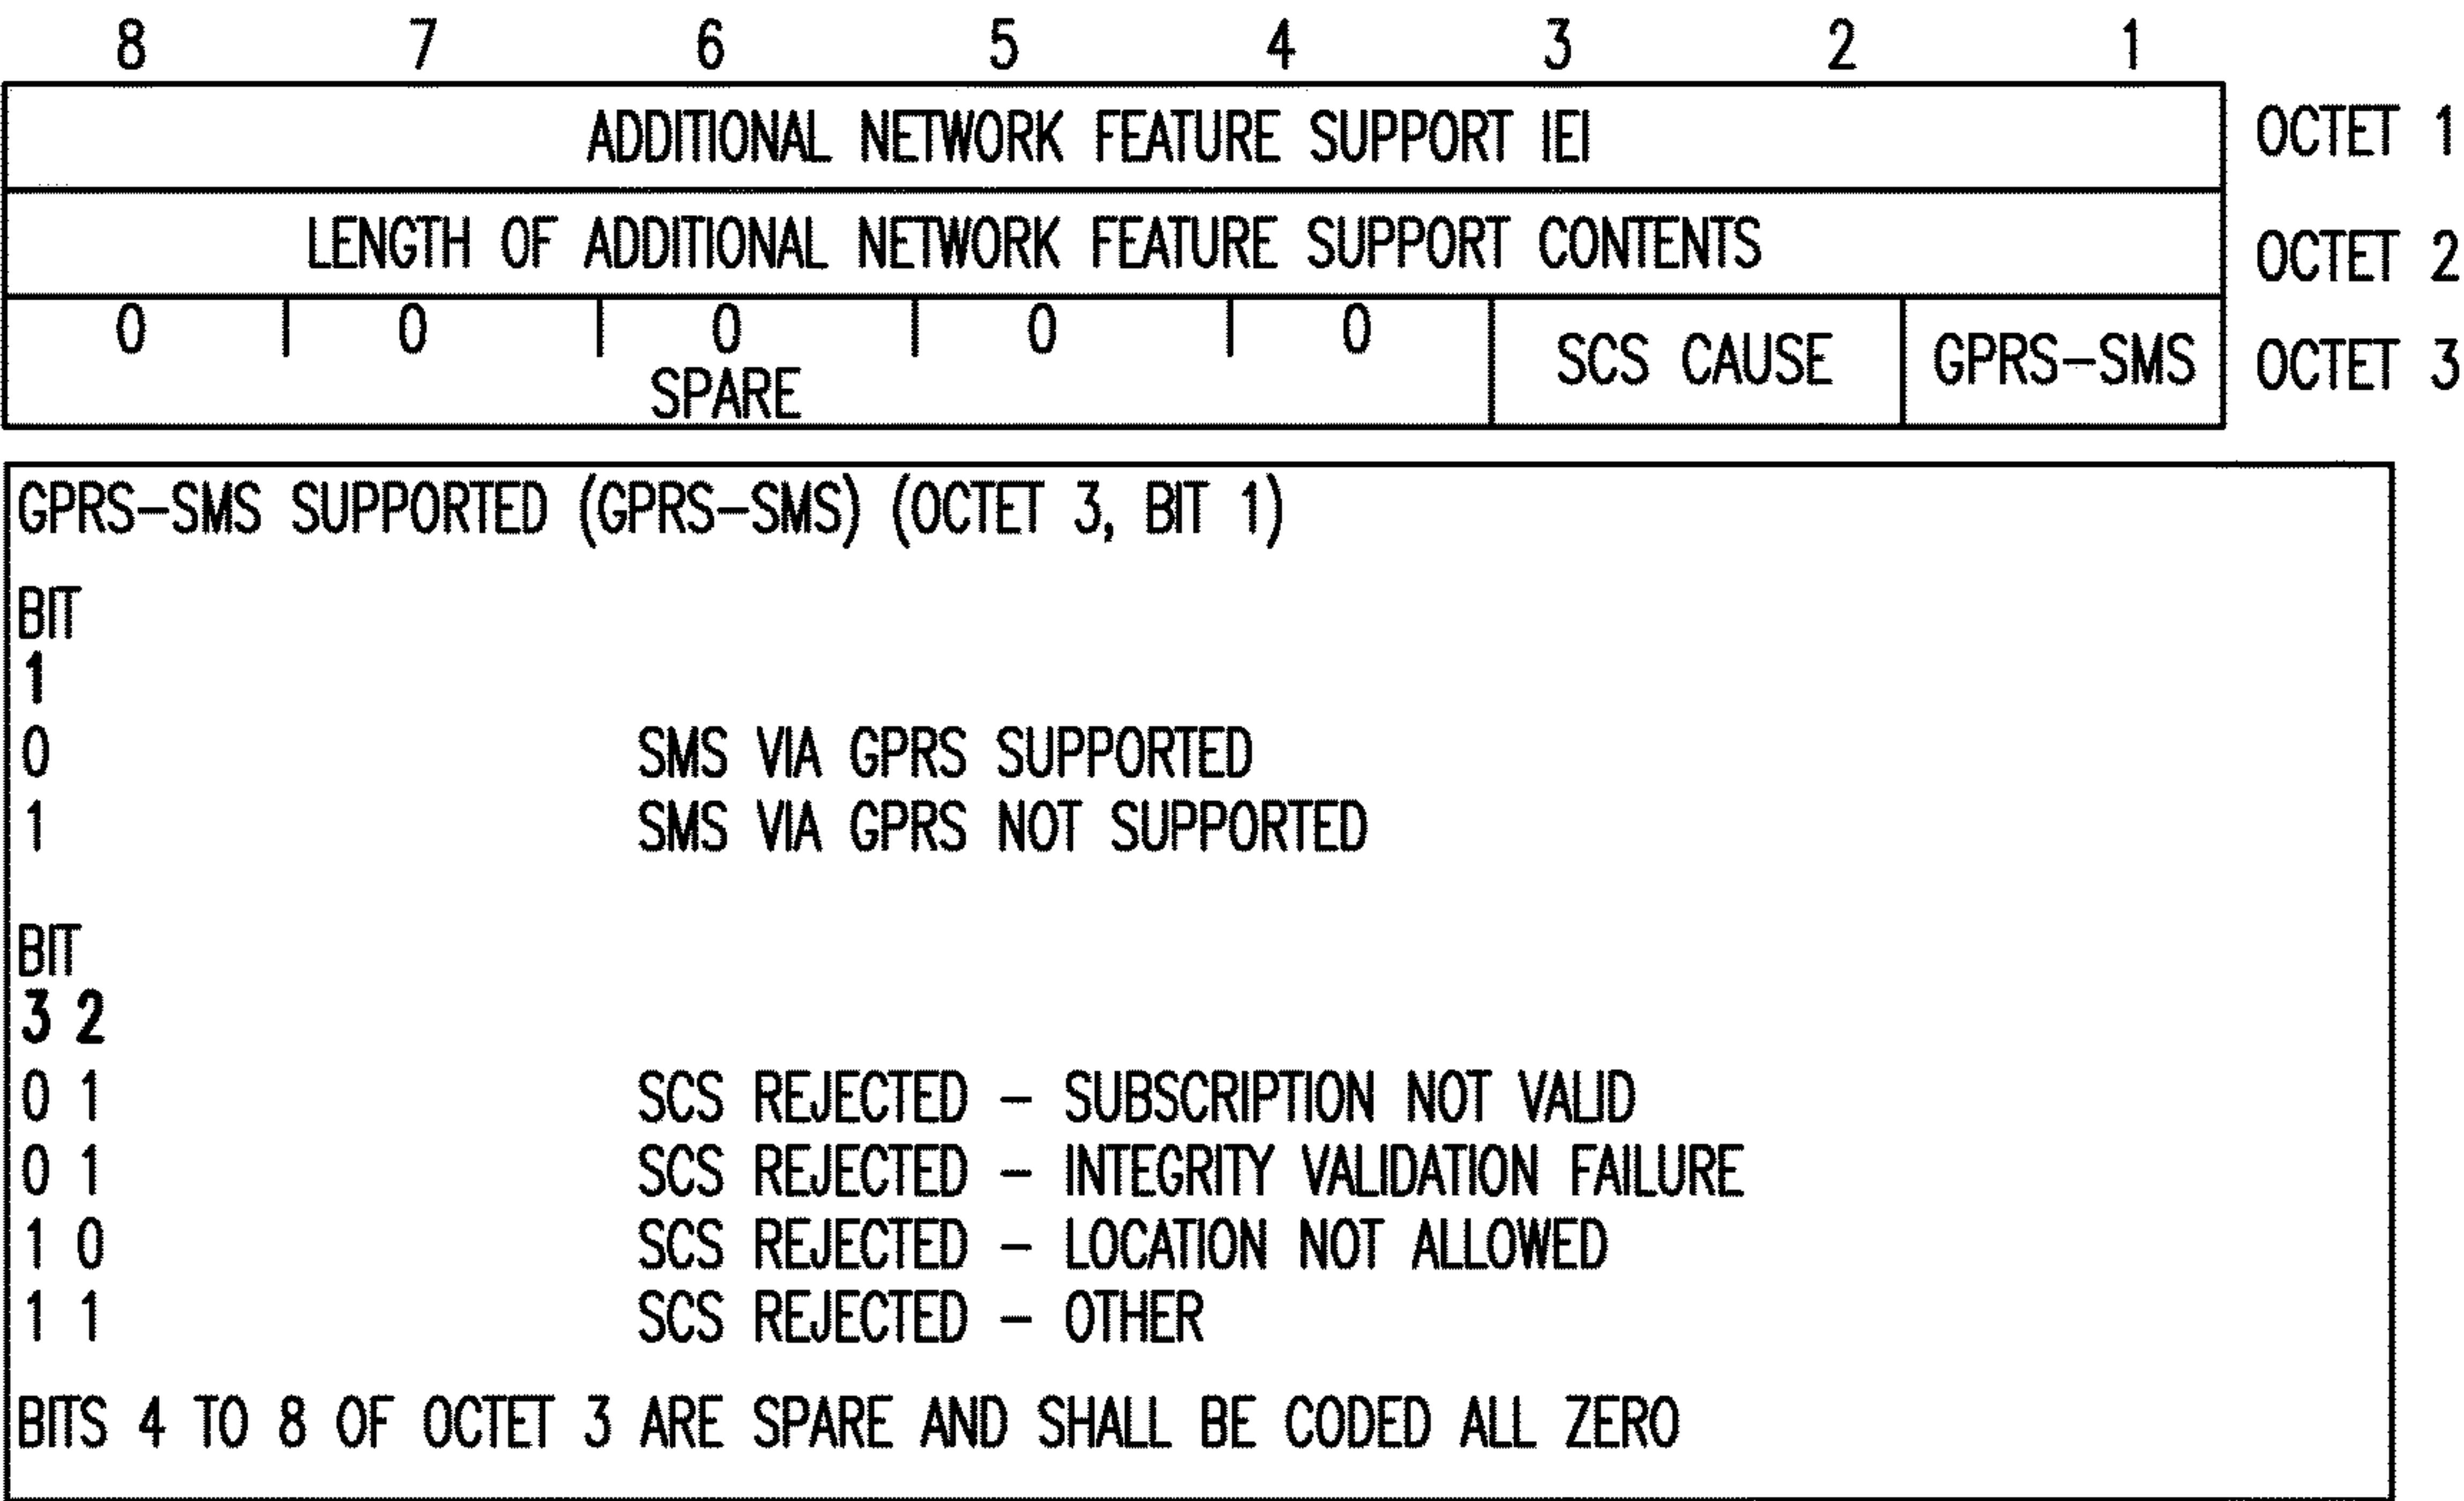 8 7 6 5 4 3 2 1
ADDITIONAL NETWORK FEATURE SUPPORT IEI OCTET 1
LENGTH OF ADDITIONAL NETWORK FEATURE SUPPORT CONTENTS OCTET 2
0 0 0 0 0 SCS CAUSE GPRS-SMS OCTET 3
SPARE
GPRS-SMS SUPPORTED (GPRS-SMS) (OCTET 3, BIT 1)
BIT
1
0 SMS VIA GPRS SUPPORTED
1 SMS VIA GPRS NOT SUPPORTED
BIT
3 2
0 1 SCS REJECTED - SUBSCRIPTION NOT VALID
0 1 SCS REJECTED - INTEGRITY VALIDATION FAILURE
1 0 SCS REJECTED - LOCATION NOT ALLOWED
1 1 SCS REJECTED - OTHER
BITS 4 TO 8 OF OCTET 3 ARE SPARE AND SHALL BE CODED ALL ZERO